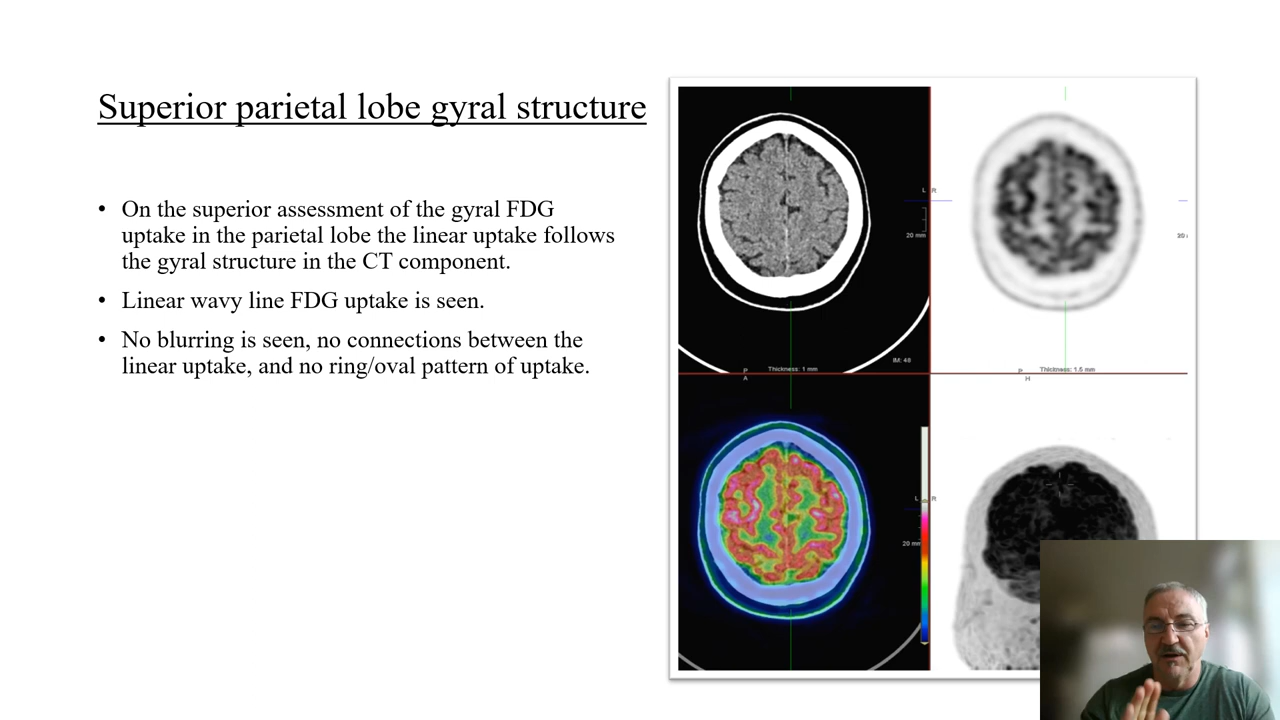 Superior parietal lobe gyral structure
• On the superior assessment of the gyral FDG
uptake in the parietal lobe the linear uptake follows
the gyral structure in the CT component.
• Linear wavy line FDG uptake is seen.
• No blurring is seen, no connections between the
linear uptake, and no ring/oval pattern of uptake.
L R
20 mm
IM: 48
P
Thickness: 1 mm
A
P
Thickness: 1.5 mm
H
L R
20 mm